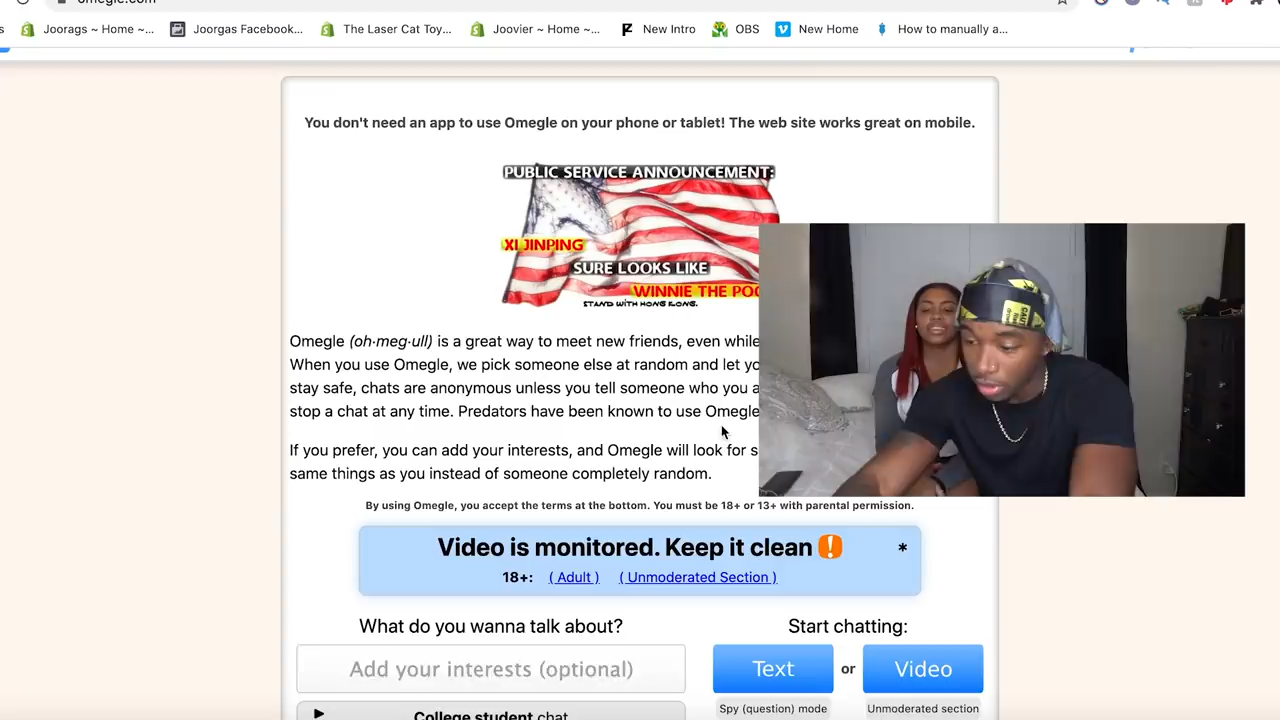 omegle.com
s Joorags ~ Home ~... Joorgas Facebook... The Laser Cat Toy... Joovier ~ Home ~... New Intro OBS New Home How to manually a...
You don't need an app to use Omegle on your phone or tablet! The web site works great on mobile.
PUBLIC SERVICE ANNOUNCEMENT:
XI JINPING
SURE LOOKS LIKE
WINNIE THE POO
STAND WITH HONG KONG.
Omegle (oh·meg·ull) is a great way to meet new friends, even while
When you use Omegle, we pick someone else at random and let yo
stay safe, chats are anonymous unless you tell someone who you a
stop a chat at any time. Predators have been known to use Omegle
If you prefer, you can add your interests, and Omegle will look for s
same things as you instead of someone completely random.
By using Omegle, you accept the terms at the bottom. You must be 18+ or 13+ with parental permission.
Video is monitored. Keep it clean ! *
18+: ( Adult ) ( Unmoderated Section )
What do you wanna talk about? Start chatting:
Add your interests (optional) Text or Video
Spy (question) mode Unmoderated section
College student chat